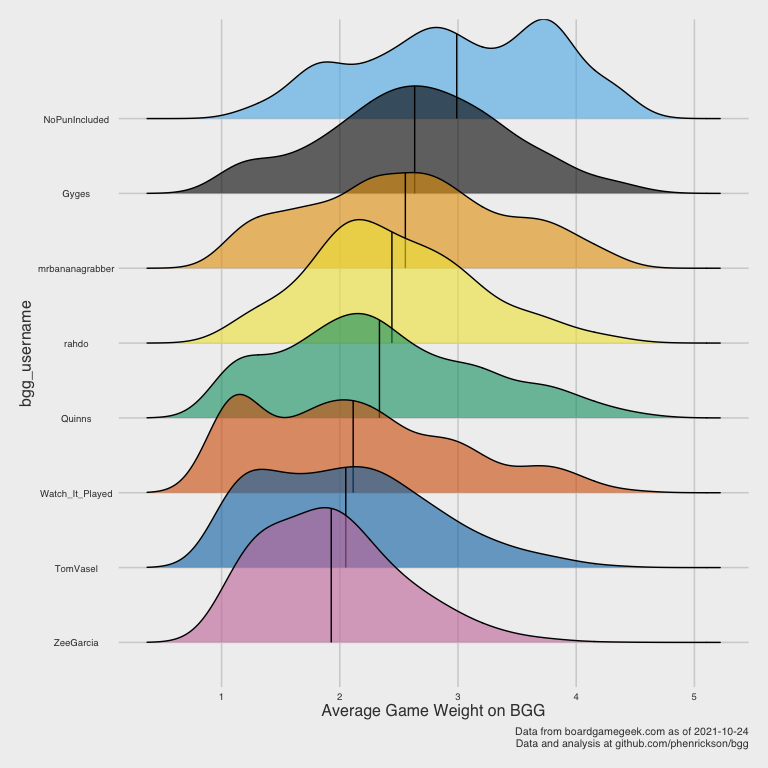 NoPunIncluded
Gyges
mrbananagrabber
rahdo
Quinns
Watch_It_Played
TomVasel
ZeeGarcia
bgg_username
1 2 3 4 5
Average Game Weight on BGG
Data from boardgamegeek.com as of 2021-10-24
Data and analysis at github.com/phenrickson/bgg